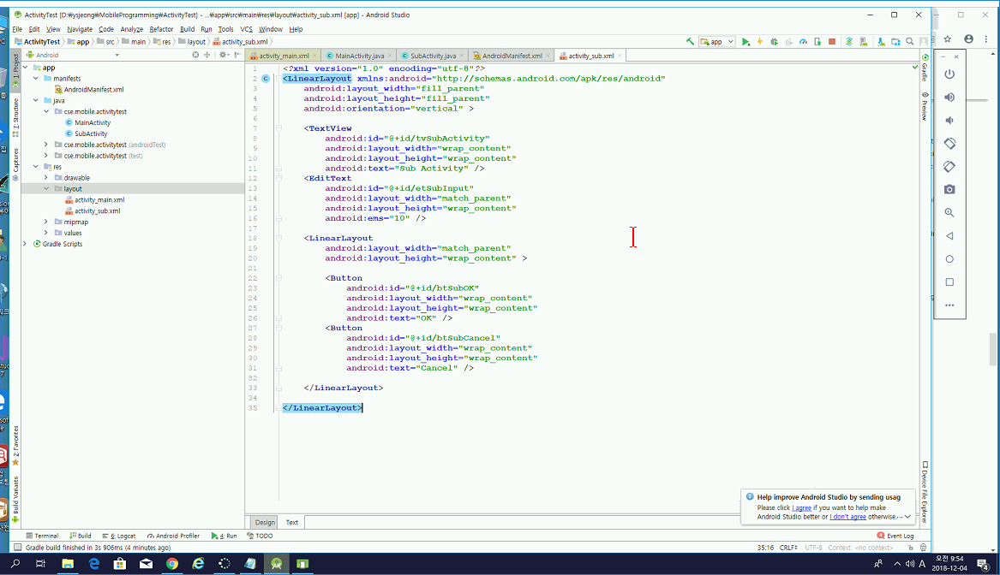 ActivityTest [D:₩ysjeong₩MobileProgramming₩ActivityTest] - ...₩app₩src₩main₩res₩layout₩activity_sub.xml [app] - Android Studio
File Edit View Navigate Code Analyze Refactor Build Run Tools VCS Window Help
ActivityTest app src main res layout activity_sub.xml
app
Android
activity_main.xml MainActivity.java SubActivity.java AndroidManifest.xml activity_sub.xml
1: Project
Z: Structure
Captures
2: Favorites
Build Variants
app
manifests
AndroidManifest.xml
java
cse.mobile.activitytest
MainActivity
SubActivity
cse.mobile.activitytest (androidTest)
cse.mobile.activitytest (test)
res
drawable
layout
activity_main.xml
activity_sub.xml
mipmap
values
Gradle Scripts
1 <?xml version="1.0" encoding="utf-8"?>
2 <LinearLayout xmlns:android="http://schemas.android.com/apk/res/android"
3 android:layout_width="fill_parent"
4 android:layout_height="fill_parent"
5 android:orientation="vertical" >
6
7 <TextView
8 android:id="@+id/tvSubActivity"
9 android:layout_width="wrap_content"
10 android:layout_height="wrap_content"
11 android:text="Sub Activity" />
12 <EditText
13 android:id="@+id/etSubInput"
14 android:layout_width="match_parent"
15 android:layout_height="wrap_content"
16 android:ems="10" />
17
18 <LinearLayout
19 android:layout_width="match_parent"
20 android:layout_height="wrap_content" >
21
22 <Button
23 android:id="@+id/btSubOK"
24 android:layout_width="wrap_content"
25 android:layout_height="wrap_content"
26 android:text="OK" />
27 <Button
28 android:id="@+id/btSubCancel"
29 android:layout_width="wrap_content"
30 android:layout_height="wrap_content"
31 android:text="Cancel" />
32
33 </LinearLayout>
34
35 </LinearLayout>
Gradle
Preview
Device File Explorer
Help improve Android Studio by sending usag
Please click I agree if you want to help make
Android Studio better or I don't agree otherwise....
Design Text
Terminal Build 6: Logcat Android Profiler 4: Run TODO
4 Event Log
Gradle build finished in 3s 906ms (4 minutes ago)
35:16 CRLF÷ UTF-8 Context: <no context>
A 오전 9:54
2018-12-04
4